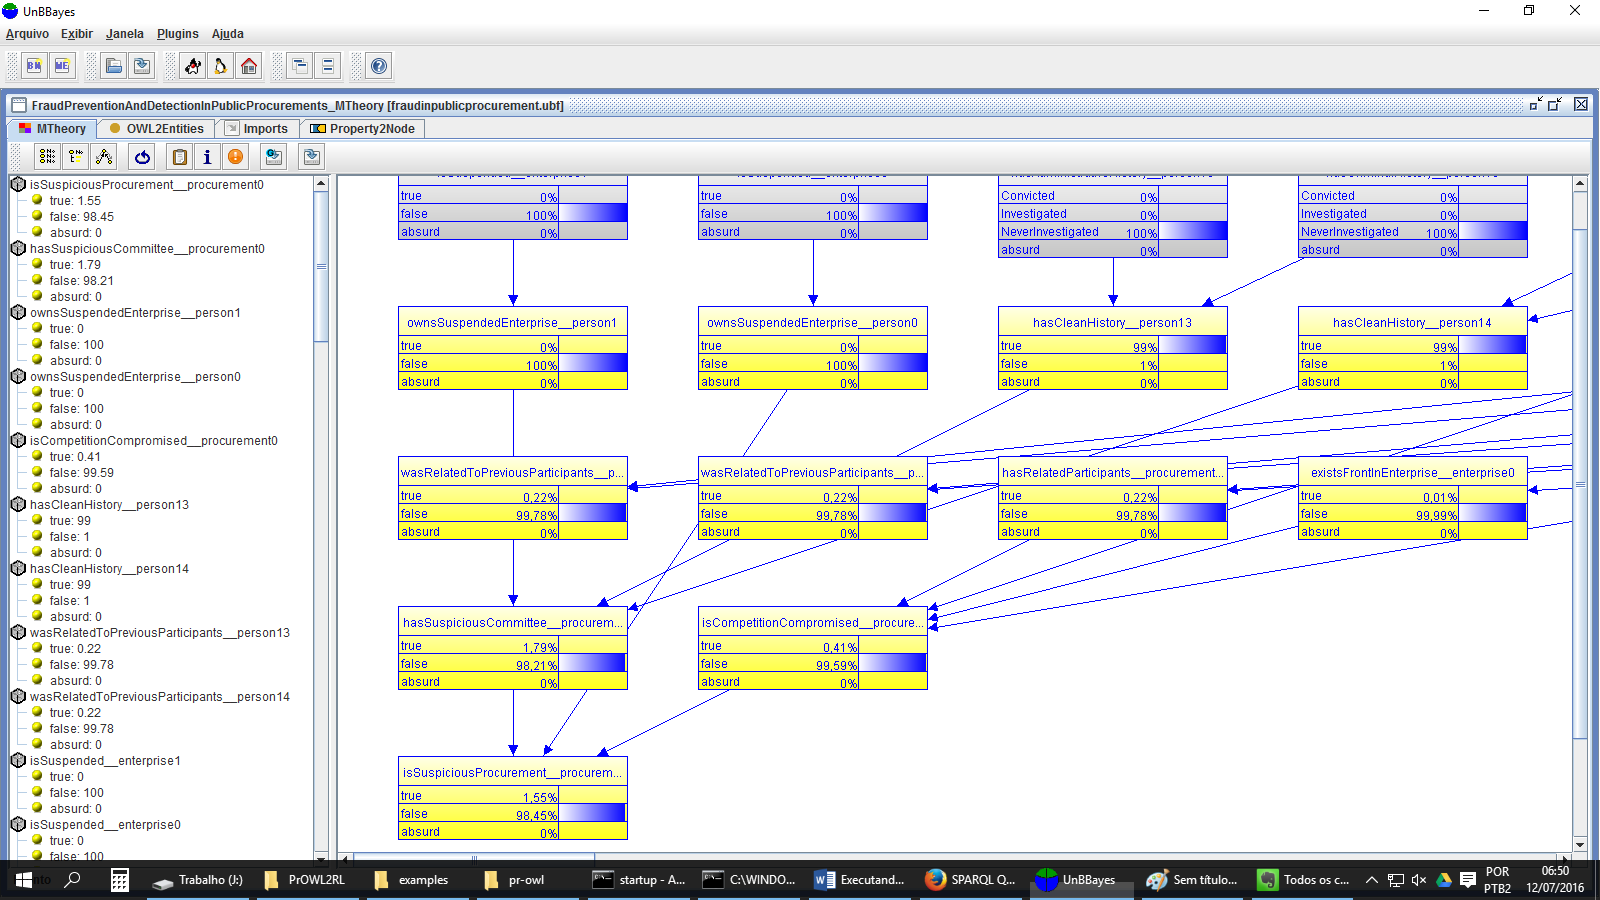 UnBBayes
Arquivo Exibir Janela Plugins Ajuda
BN ME
FraudPreventionAndDetectionInPublicProcurements_MTheory [fraudinpublicprocurement.ubf]
MTheory OWL2Entities Imports Property2Node
isSuspiciousProcurement__procurement0
true: 1.55
false: 98.45
absurd: 0
hasSuspiciousCommittee__procurement0
true: 1.79
false: 98.21
absurd: 0
ownsSuspendedEnterprise__person1
true: 0
false: 100
absurd: 0
ownsSuspendedEnterprise__person0
true: 0
false: 100
absurd: 0
isCompetitionCompromised__procurement0
true: 0.41
false: 99.59
absurd: 0
hasCleanHistory__person13
true: 99
false: 1
absurd: 0
hasCleanHistory__person14
true: 99
false: 1
absurd: 0
wasRelatedToPreviousParticipants__person13
true: 0.22
false: 99.78
absurd: 0
wasRelatedToPreviousParticipants__person14
true: 0.22
false: 99.78
absurd: 0
isSuspended__enterprise1
true: 0
false: 100
absurd: 0
isSuspended__enterprise0
true: 0
false: 100
true 0%
false 100%
absurd 0%
true 0%
false 100%
absurd 0%
Convicted 0%
Investigated 0%
NeverInvestigated 100%
absurd 0%
Convicted 0%
Investigated 0%
NeverInvestigated 100%
absurd 0%
ownsSuspendedEnterprise__person1
true 0%
false 100%
absurd 0%
ownsSuspendedEnterprise__person0
true 0%
false 100%
absurd 0%
hasCleanHistory__person13
true 99%
false 1%
absurd 0%
hasCleanHistory__person14
true 99%
false 1%
absurd 0%
wasRelatedToPreviousParticipants__p...
true 0,22%
false 99,78%
absurd 0%
wasRelatedToPreviousParticipants__p...
true 0,22%
false 99,78%
absurd 0%
hasRelatedParticipants__procurement...
true 0,22%
false 99,78%
absurd 0%
existsFrontInEnterprise__enterprise0
true 0,01%
false 99,99%
absurd 0%
hasSuspiciousCommittee__procurem...
true 1,79%
false 98,21%
absurd 0%
isCompetitionCompromised__procure...
true 0,41%
false 99,59%
absurd 0%
isSuspiciousProcurement__procurem...
true 1,55%
false 98,45%
absurd 0%
Trabalho (J:) PrOWL2RL examples pr-owl startup - A... C:\WINDO... Executand... SPARQL Q... UnBBayes Sem título... Todos os c...
POR
PTB2
06:50
12/07/2016